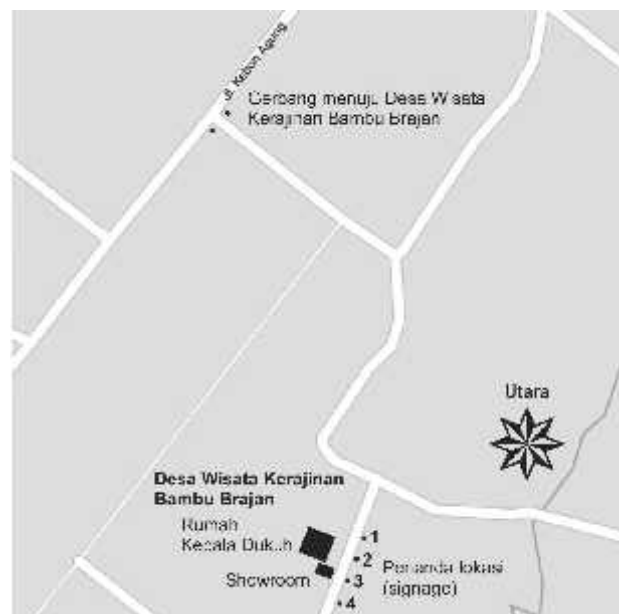 Jl. Kebon Agung
Gerbang menuju Desa Wisata
Kerajinan Bambu Brajan
Utara
Desa Wisata Kerajinan
Bambu Brajan
Rumah
Kepala Dukuh
Showroom
1
2
3
4
Penanda lokasi
(signage)